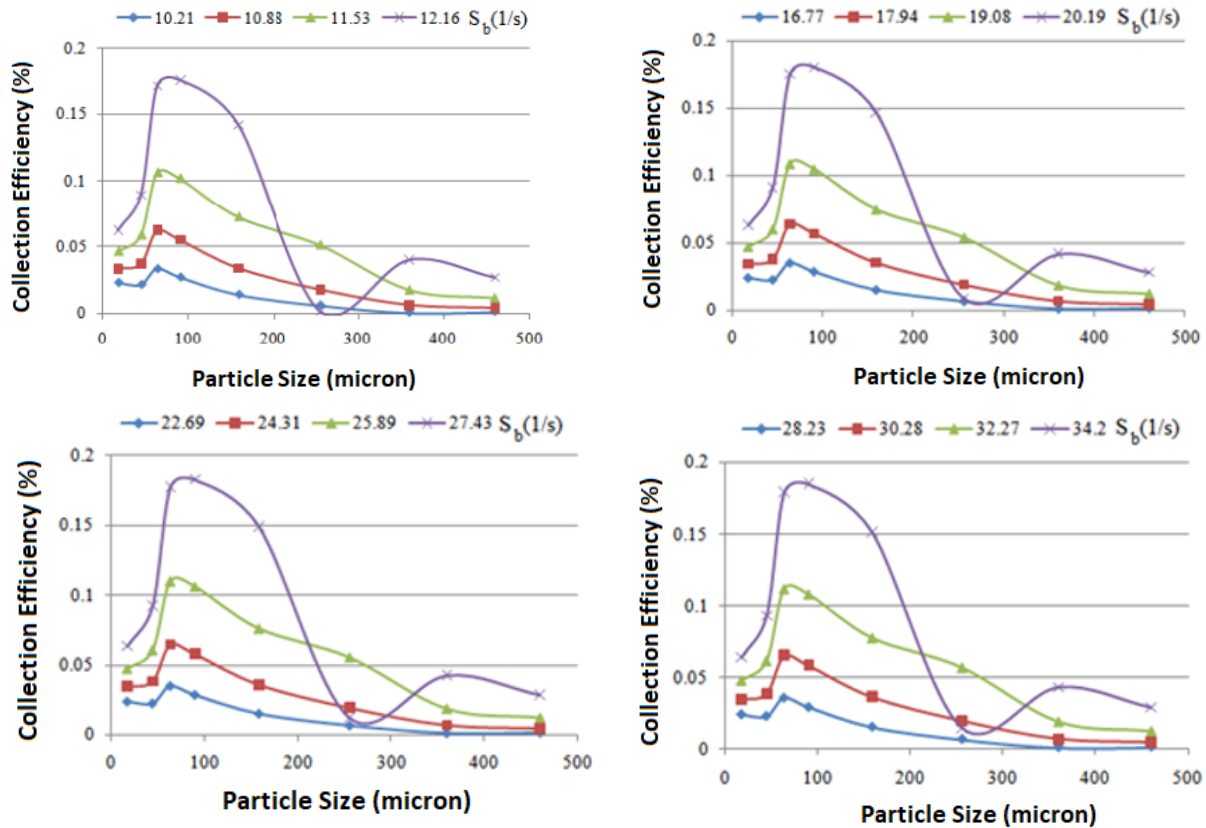 10.21 10.88 11.53 12.16 S_b(1/s)
Collection Efficiency (%)
0.2
0.15
0.1
0.05
0
0 100 200 300 400 500
Particle Size (micron)
16.77 17.94 19.08 20.19 S_b(1/s)
Collection Efficiency (%)
0.2
0.15
0.1
0.05
0
0 100 200 300 400 500
Particle Size (micron)
22.69 24.31 25.89 27.43 S_b(1/s)
Collection Efficiency (%)
0.2
0.15
0.1
0.05
0
0 100 200 300 400 500
Particle Size (micron)
28.23 30.28 32.27 34.2 S_b(1/s)
Collection Efficiency (%)
0.2
0.15
0.1
0.05
0
0 100 200 300 400 500
Particle Size (micron)